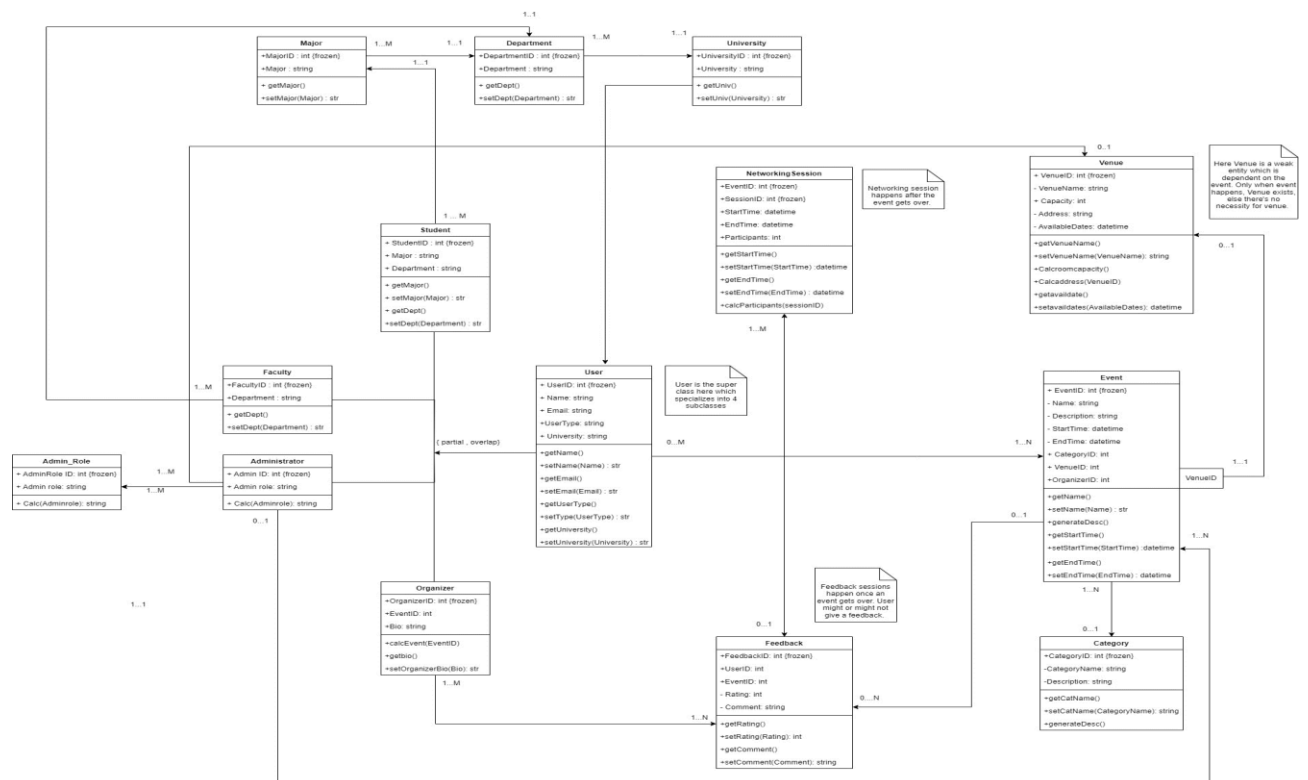 1...1
Major
+MajorID : int {frozen}
+Major : string
+ getMajor()
+setMajor(Major) : str
1...M
1...1
1...1
Department
+DepartmentID : int {frozen}
+Department : string
+ getDept()
+setDept(Department) : str
1...M
1...1
University
+UniversityID : int {frozen}
+University : string
+ getUniv()
+setUniv(University) : str
0...1
Venue
+ VenueID: int {frozen}
- VenueName: string
+ Capacity: int
- Address: string
- AvailableDates: datetime
+getVenueName()
+setVenueName(VenueName): string
+Calcroomcapacity()
+Calcaddress(VenueID)
+getavaildate()
+setavaildates(AvailableDates): datetime
Here Venue is a weak
entity which is
dependent on the
event. Only when event
happens, Venue exists,
else there's no
necessity for venue.
0...1
NetworkingSession
+EventID: int {frozen}
+SessionID: int {frozen}
+StartTime: datetime
+EndTime: datetime
+Participants: int
+getStartTime()
+setStartTime(StartTime) :datetime
+getEndTime()
+setEndTime(EndTime) : datetime
+calcParticipants(sessionID)
Networking session
happens after the
event gets over.
1...M
1 ... M
Student
+ StudentID : int {frozen}
+ Major : string
+ Department : string
+ getMajor()
+ setMajor(Major) : str
+ getDept()
+setDept(Department) : str
1...M
1...M
Faculty
+FacultyID : int {frozen}
+Department : string
+ getDept()
+setDept(Department) : str
User
+ UserID: int {frozen}
+ Name: string
+ Email: string
+UserType: string
+ University: string
+getName()
+setName(Name) : str
+getEmail()
+setEmail(Email) : str
+getUserType()
+setType(UserType) : str
+getUniversity()
+setUniversity(University) : str
User is the super
class here which
specializes into 4
subclasses
( partial , overlap)
0...M
1...N
Event
+ EventID: int {frozen}
- Name: string
- Description: string
- StartTime: datetime
- EndTime: datetime
+ CategoryID: int
+ VenueID: int
+ OrganizerID: int
+getName()
+setName(Name) : str
+generateDesc()
+getStartTime()
+setStartTime(StartTime) :datetime
+getEndTime()
+setEndTime(EndTime) : datetime
VenueID
1...1
Admin_Role
+ AdminRole ID: int {frozen}
+ Admin role: string
+ Calc(Adminrole): string
1...M
1...M
Administrator
+ Admin ID: int {frozen}
+ Admin role: string
+ Calc(Adminrole): string
0...1
0...1
1...N
1...N
Organizer
+OrganizerID: int {frozen}
+EventID: int
+Bio: string
+calcEvent(EventID)
+getbio()
+setOrganizerBio(Bio): str
1...M
1...1
Feedback sessions
happen once an
event gets over. User
might or might not
give a feedback.
0...1
Feedback
+FeedbackID: int {frozen}
+UserID: int
+EventID: int
- Rating: int
- Comment: string
+getRating()
+setRating(Rating): int
+getComment()
+setComment(Comment): string
1...N
0....N
0...1
Category
+CategoryID: int {frozen}
-CategoryName: string
-Description: string
+getCatName()
+setCatName(CategoryName): string
+generateDesc()